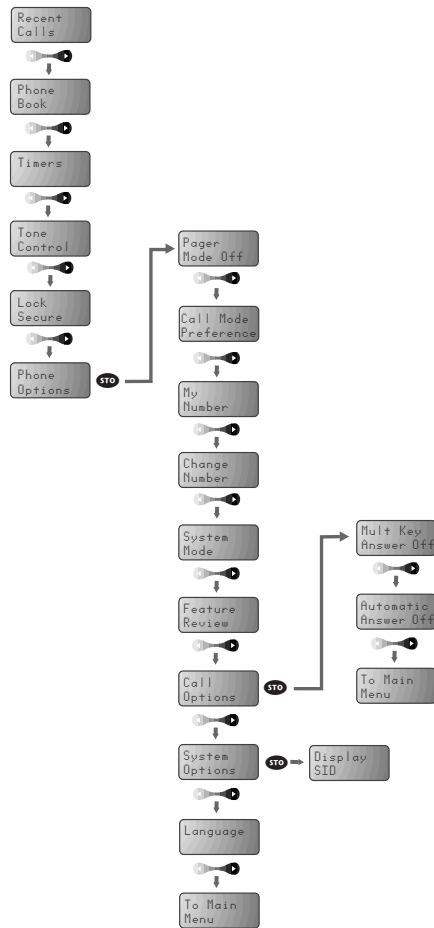 Recent
Calls
Phone
Book
Timers
Tone
Control
Lock
Secure
Phone
Options
STO
Pager
Mode Off
Call Mode
Preference
My
Number
Change
Number
System
Mode
Feature
Review
Call
Options
STO
Mult Key
Answer Off
Automatic
Answer Off
To Main
Menu
System
Options
STO
Display
SID
Language
To Main
Menu